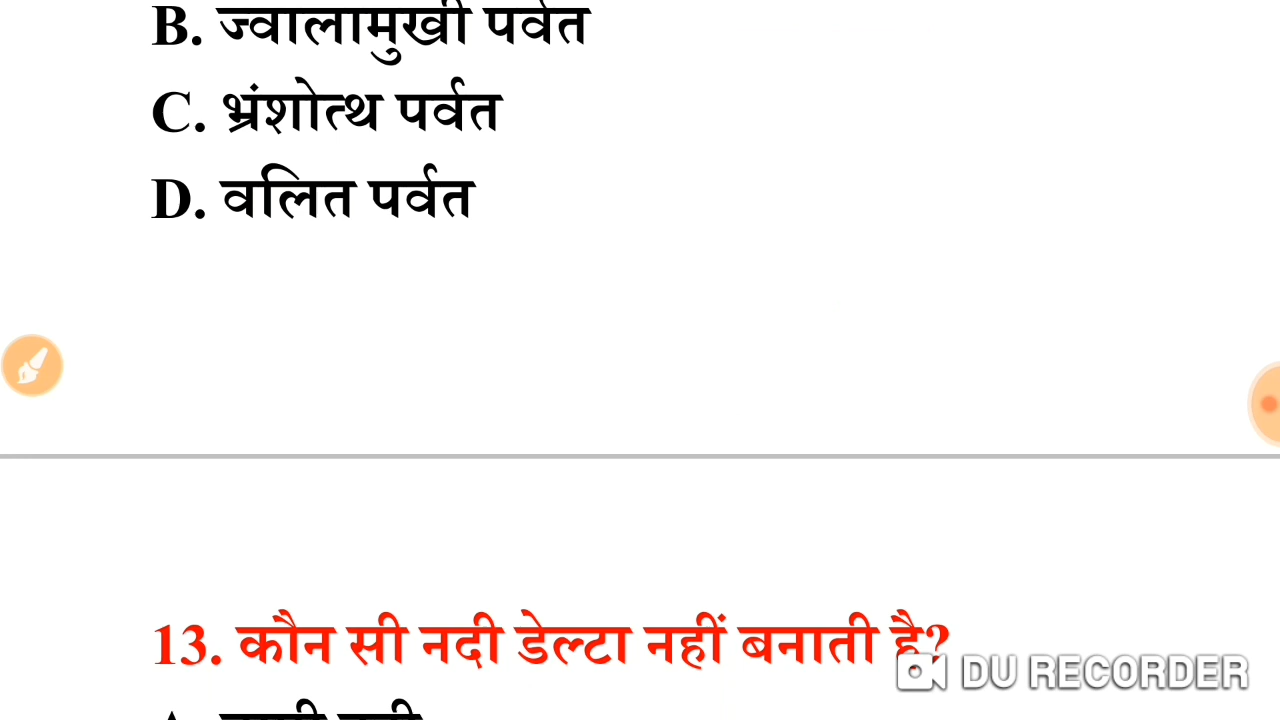 B. ज्वालामुखी पर्वत
C. भ्रंशोत्थ पर्वत
D. वलित पर्वत
13. कौन सी नदी डेल्टा नहीं बनाती है?
DU RECORDER